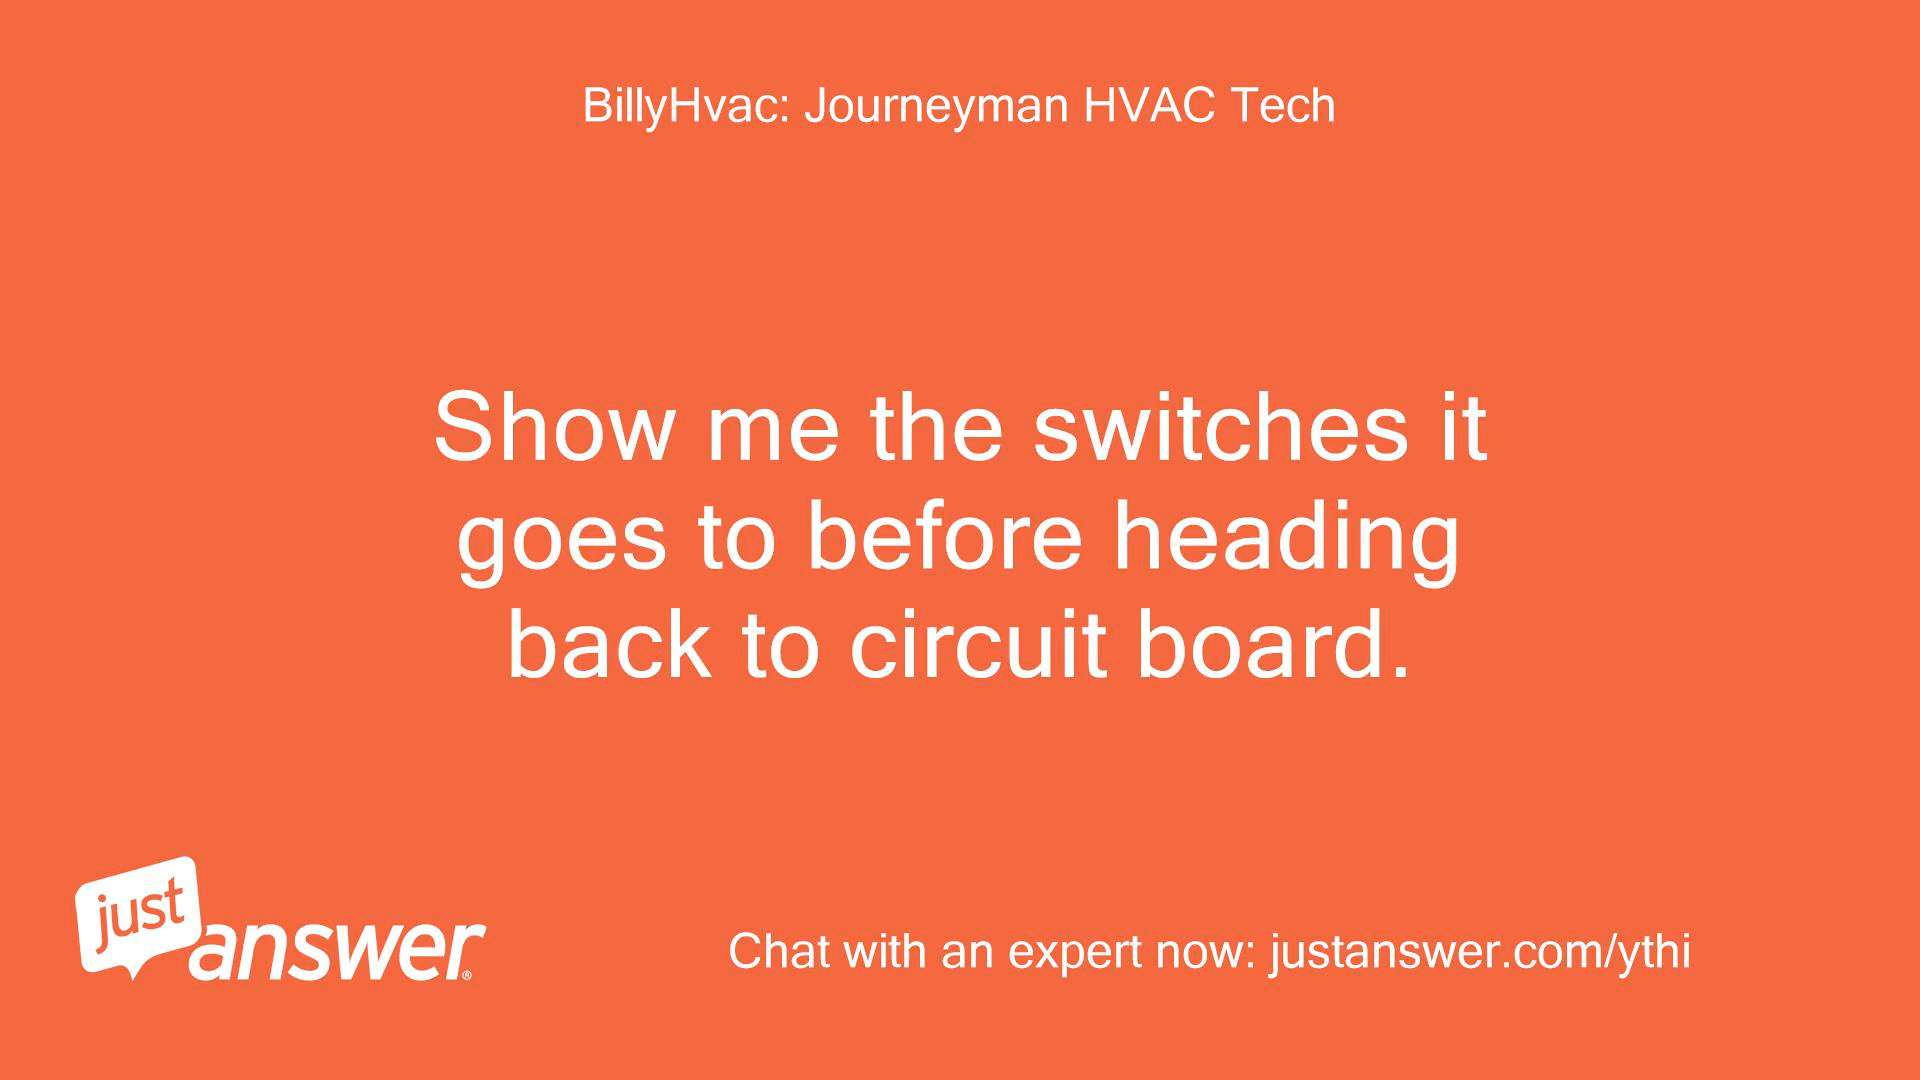 BillyHvac: Journeyman HVAC Tech
Show me the switches it
goes to before heading
back to circuit board.
just
answer®
Chat with an expert now: justanswer.com/ythi